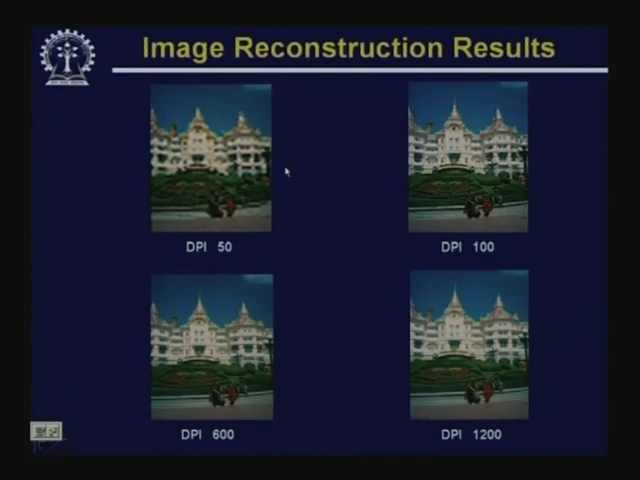 Image Reconstruction Results
DPI 50
DPI 100
DPI 600
DPI 1200